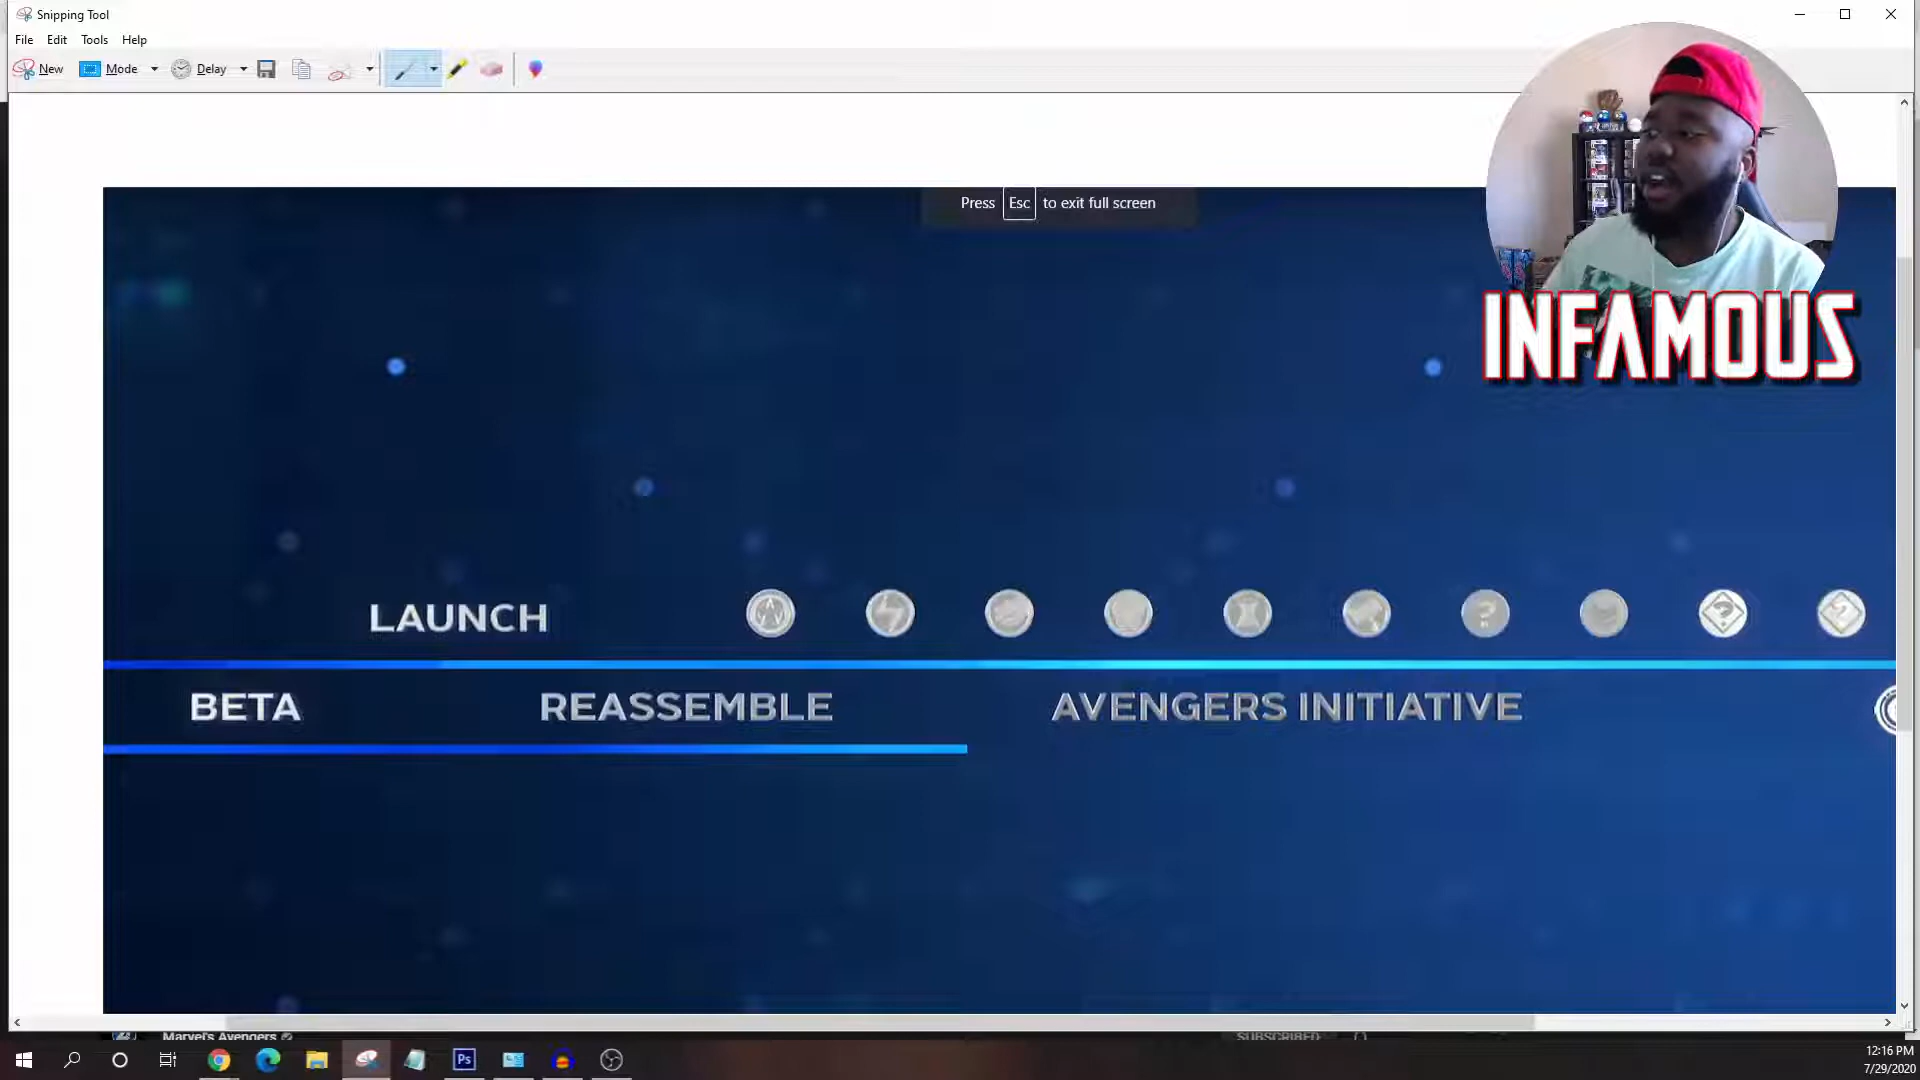 Snipping Tool
File Edit Tools Help
New Mode Delay
Press Esc to exit full screen
INFAMOUS
LAUNCH
BETA REASSEMBLE AVENGERS INITIATIVE
Marvel's Avengers
SUBSCRIBED
Ps
12:16 PM
7/29/2020